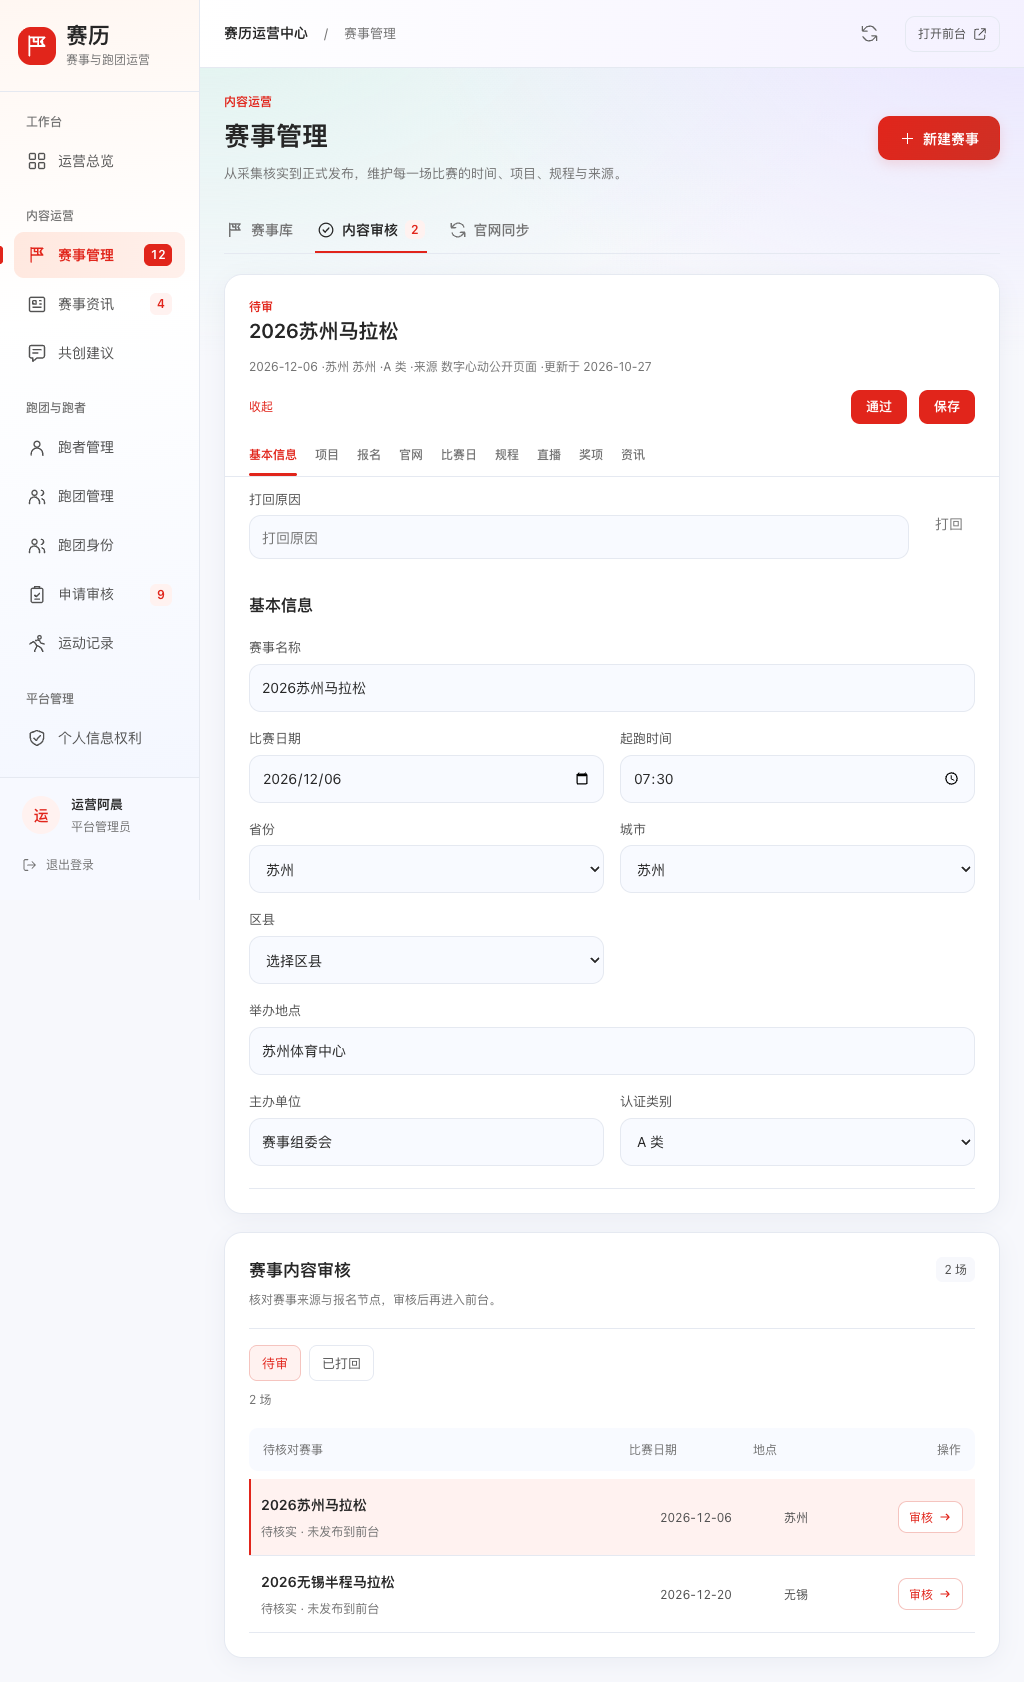 赛历
赛事与跑团运营
工作台
运营总览
内容运营
赛事管理 12
赛事资讯 4
共创建议
跑团与跑者
跑者管理
跑团管理
跑团身份
申请审核 9
运动记录
平台管理
个人信息权利
运 运营阿晨
平台管理员
退出登录
赛历运营中心 / 赛事管理
打开前台
内容运营
赛事管理
从采集核实到正式发布，维护每一场比赛的时间、项目、规程与来源。
新建赛事
赛事库 内容审核 2 官网同步
待审
2026苏州马拉松
2026-12-06 ·苏州 苏州 ·A 类 ·来源 数字心动公开页面 ·更新于 2026-10-27
收起 通过 保存
基本信息 项目 报名 官网 比赛日 规程 直播 奖项 资讯
打回原因
打回原因 打回
基本信息
赛事名称
2026苏州马拉松
比赛日期 起跑时间
2026/12/06 07:30
省份 城市
苏州 苏州
区县
选择区县
举办地点
苏州体育中心
主办单位 认证类别
赛事组委会 A 类
赛事内容审核 2 场
核对赛事来源与报名节点，审核后再进入前台。
待审 已打回
2 场
待核对赛事 比赛日期 地点 操作
2026苏州马拉松
待核实 · 未发布到前台 2026-12-06 苏州 审核
2026无锡半程马拉松
待核实 · 未发布到前台 2026-12-20 无锡 审核